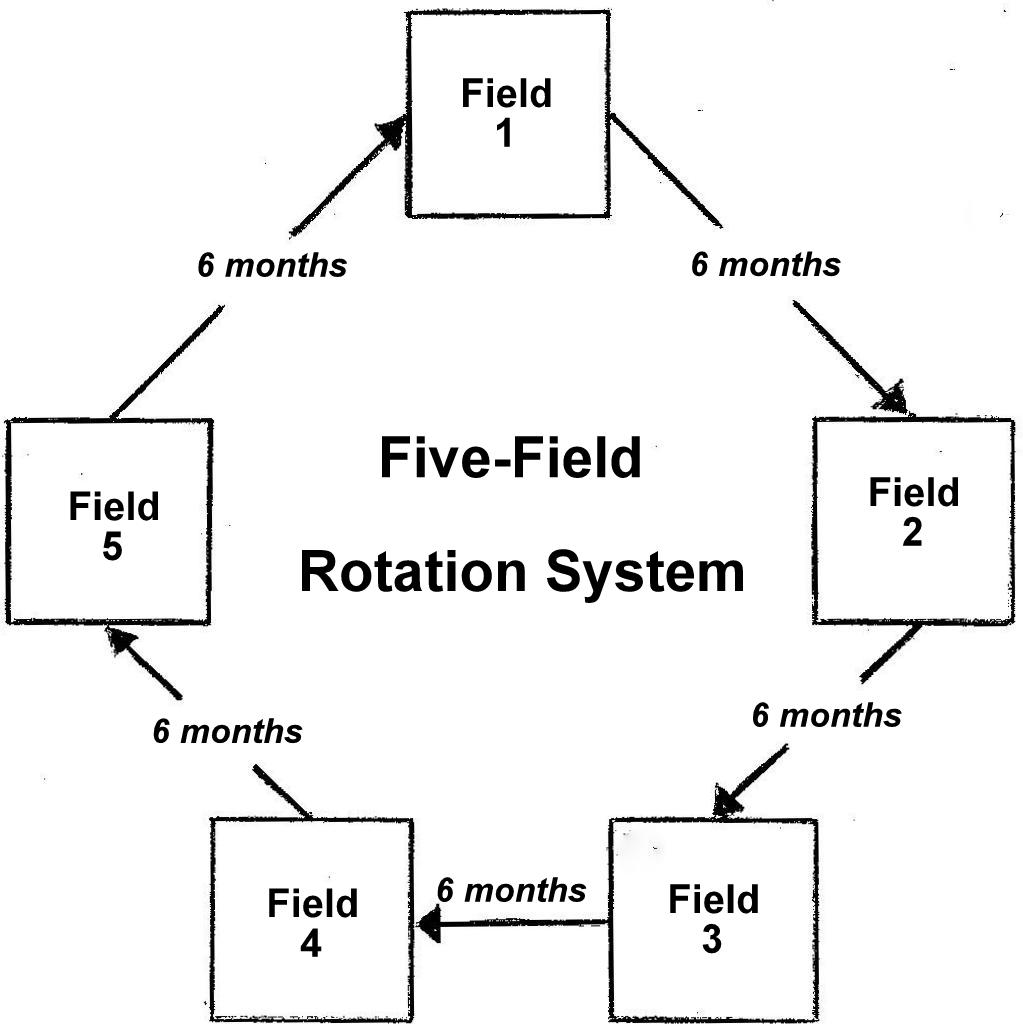 Field
1
6 months
6 months
Five-Field
Rotation System
Field
5
Field
2
6 months
6 months
6 months
Field
4
Field
3